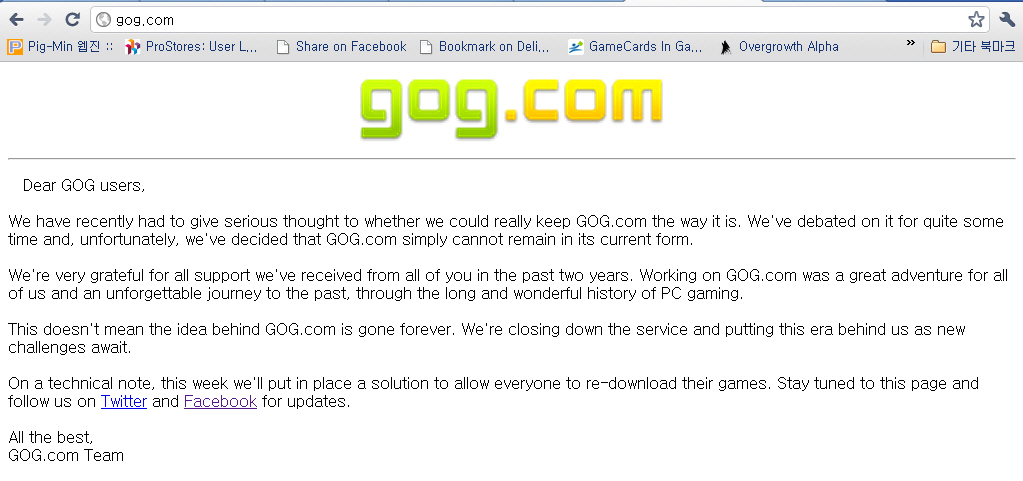 gog.com
Pig-Min 웹진 :: ProStores: User L... Share on Facebook Bookmark on Deli... GameCards In Ga... Overgrowth Alpha » 기타 북마크
gog.com
Dear GOG users,
We have recently had to give serious thought to whether we could really keep GOG.com the way it is. We've debated on it for quite some
time and, unfortunately, we've decided that GOG.com simply cannot remain in its current form.
We're very grateful for all support we've received from all of you in the past two years. Working on GOG.com was a great adventure for all
of us and an unforgettable journey to the past, through the long and wonderful history of PC gaming.
This doesn't mean the idea behind GOG.com is gone forever. We're closing down the service and putting this era behind us as new
challenges await.
On a technical note, this week we'll put in place a solution to allow everyone to re-download their games. Stay tuned to this page and
follow us on Twitter and Facebook for updates.
All the best,
GOG.com Team